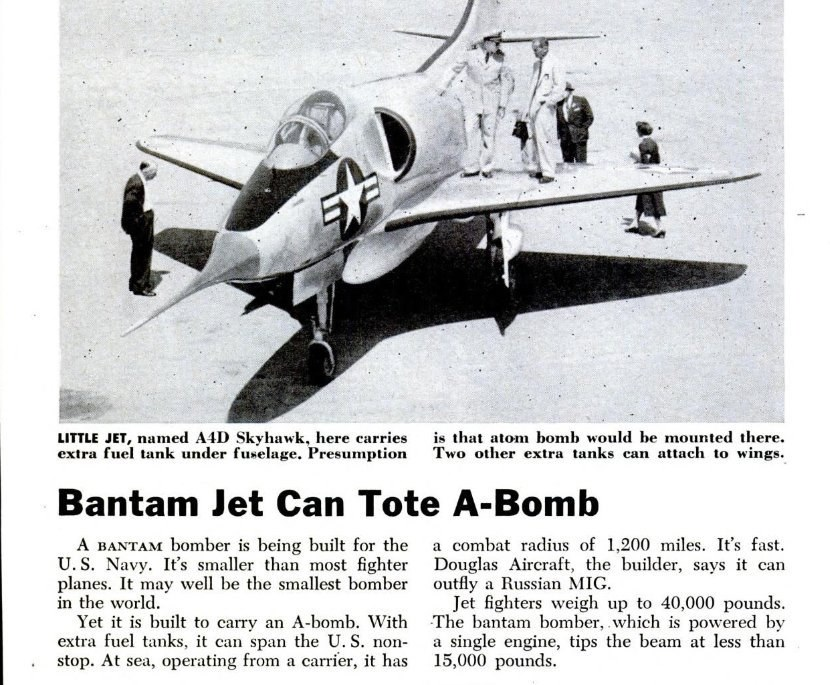 LITTLE JET, named A4D Skyhawk, here carries
extra fuel tank under fuselage. Presumption
is that atom bomb would be mounted there.
Two other extra tanks can attach to wings.
Bantam Jet Can Tote A-Bomb
A BANTAM bomber is being built for the
U. S. Navy. It's smaller than most fighter
planes. It may well be the smallest bomber
in the world.
Yet it is built to carry an A-bomb. With
extra fuel tanks, it can span the U. S. non-
stop. At sea, operating from a carrier, it has
a combat radius of 1,200 miles. It's fast.
Douglas Aircraft, the builder, says it can
outfly a Russian MIG.
Jet fighters weigh up to 40,000 pounds.
The bantam bomber, which is powered by
a single engine, tips the beam at less than
15,000 pounds.